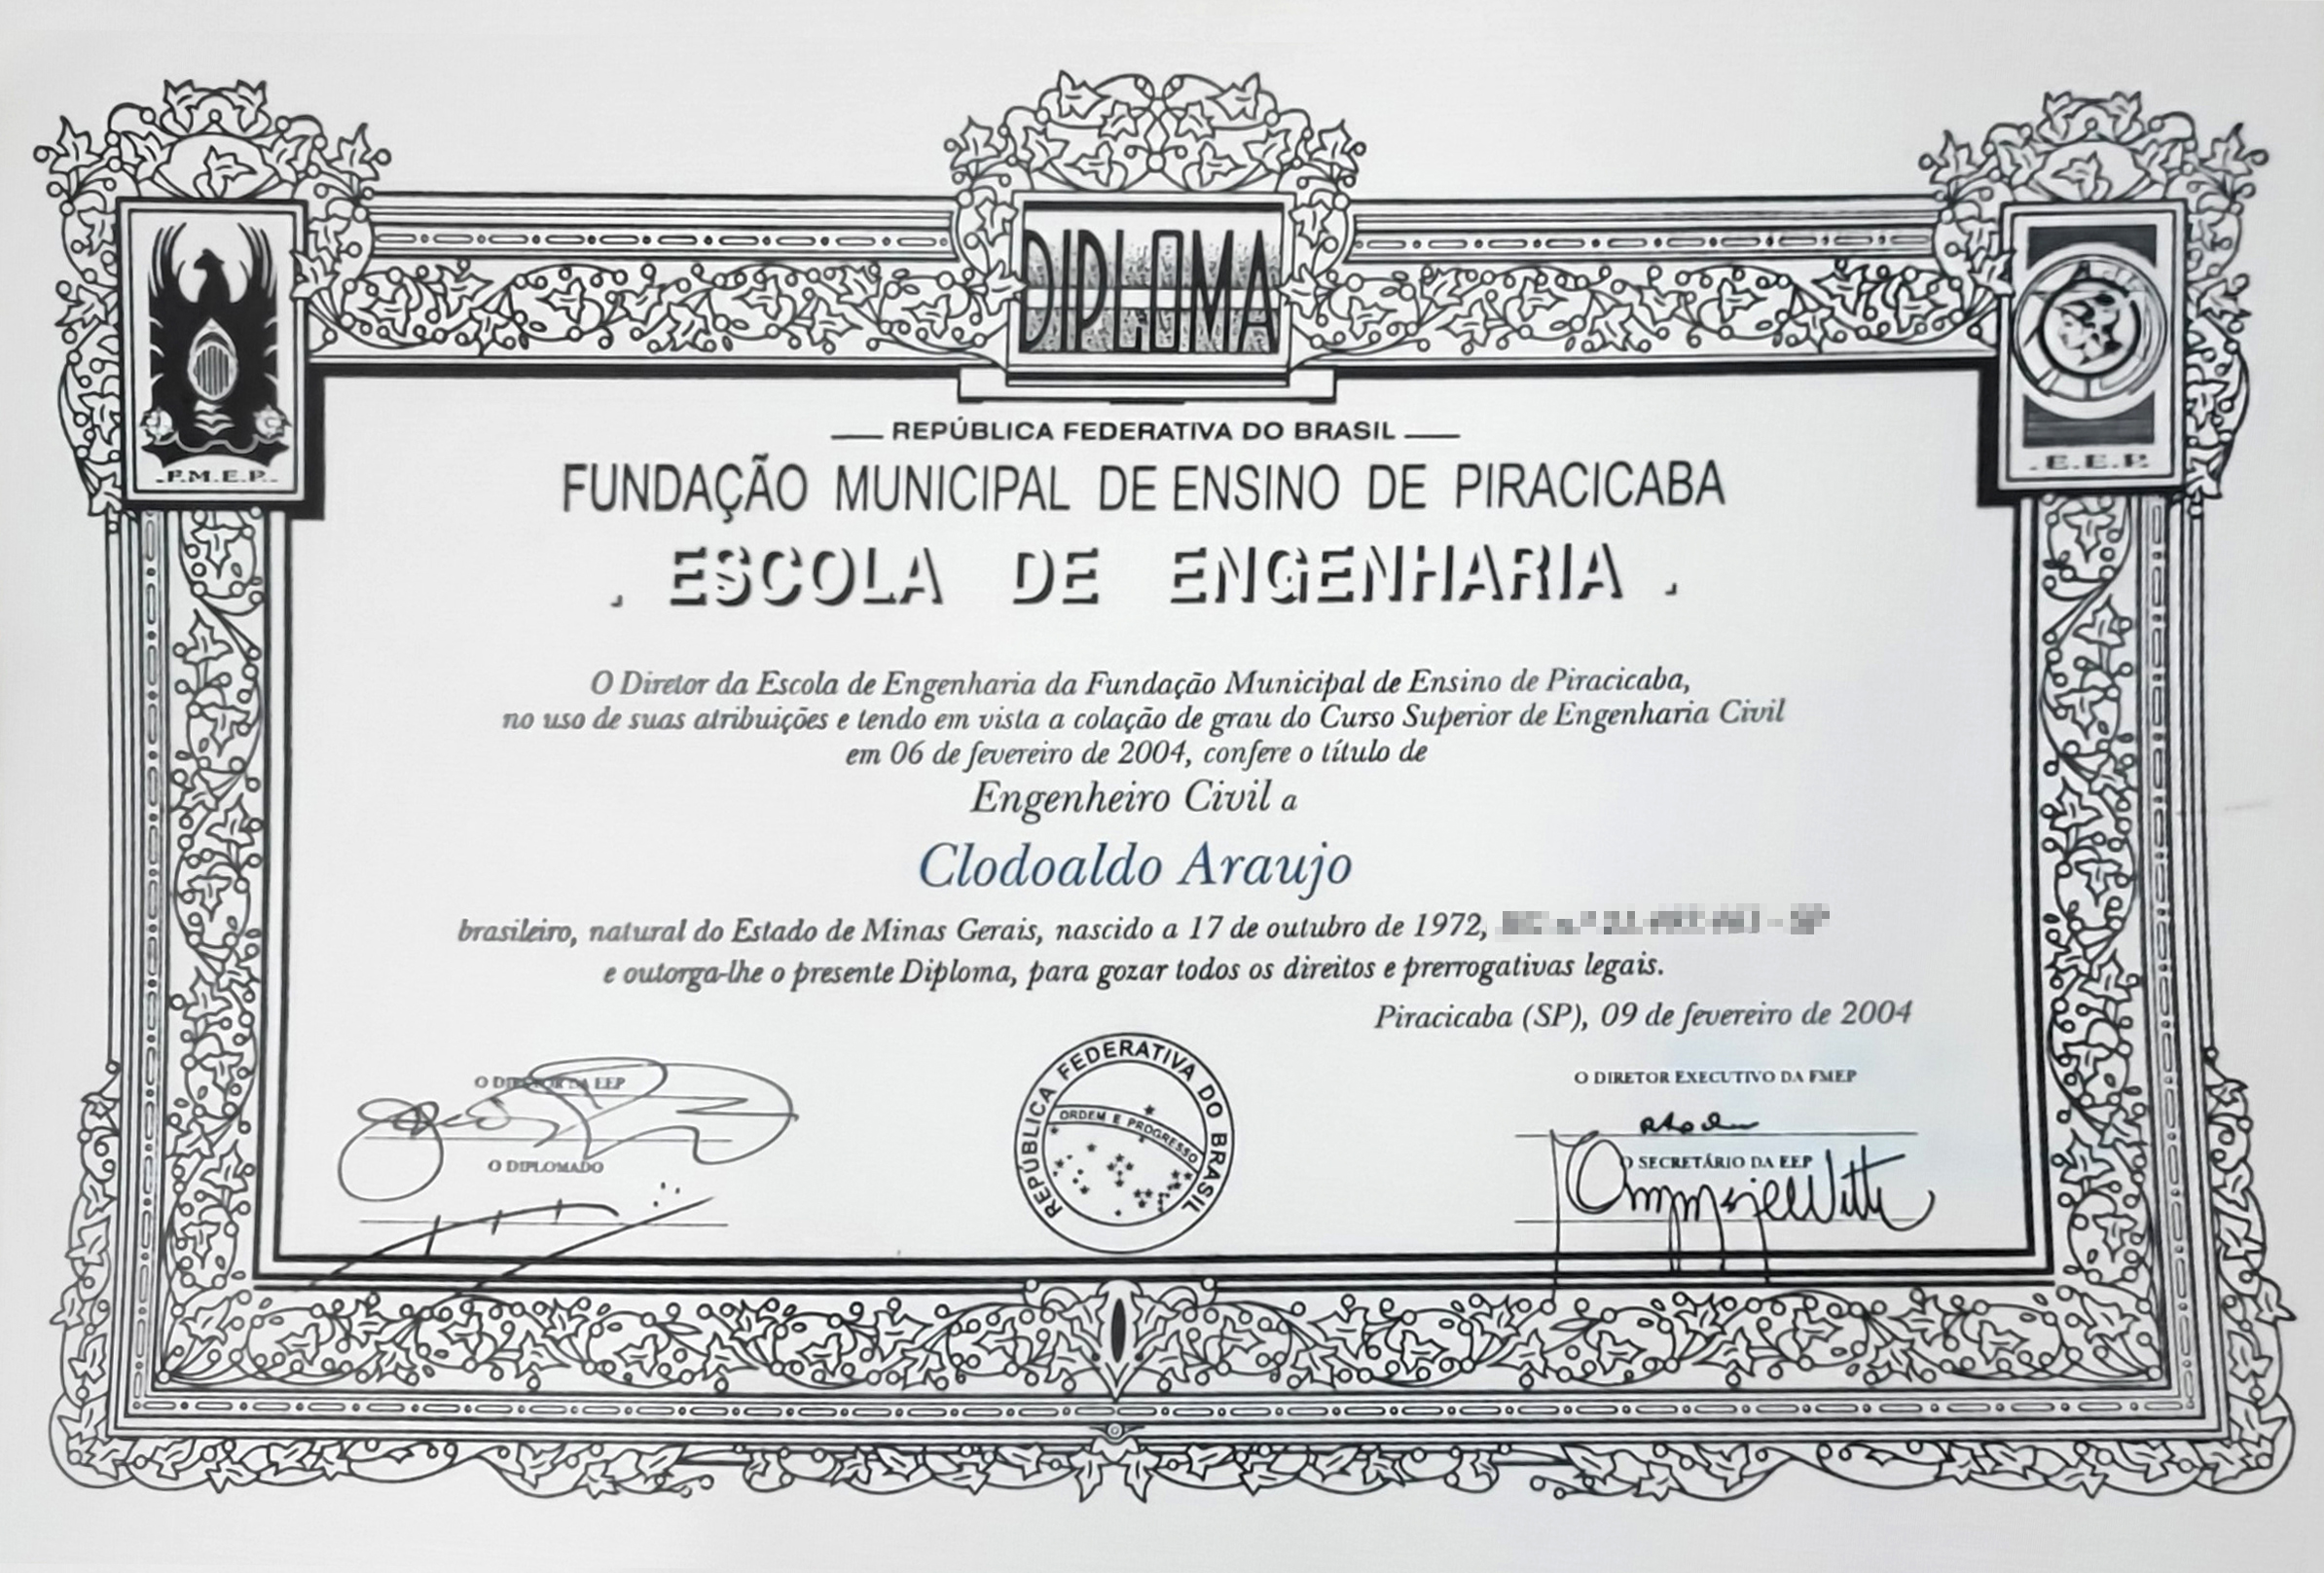 DIPLOMA
F.M.E.P.
.E.E.P.
REPÚBLICA FEDERATIVA DO BRASIL
FUNDAÇÃO MUNICIPAL DE ENSINO DE PIRACICABA
ESCOLA DE ENGENHARIA
O Diretor da Escola de Engenharia da Fundação Municipal de Ensino de Piracicaba,
no uso de suas atribuições e tendo em vista a colação de grau do Curso Superior de Engenharia Civil
em 06 de fevereiro de 2004, confere o título de
Engenheiro Civil a
Clodoaldo Araujo
brasileiro, natural do Estado de Minas Gerais, nascido a 17 de outubro de 1972,
e outorga-lhe o presente Diploma, para gozar todos os direitos e prerrogativas legais.
Piracicaba (SP), 09 de fevereiro de 2004
O DIRETOR DA EEP
O DIPLOMADO
REPÚBLICA FEDERATIVA DO BRASIL
ORDEM E PROGRESSO
O DIRETOR EXECUTIVO DA FMEP
O SECRETÁRIO DA EEP